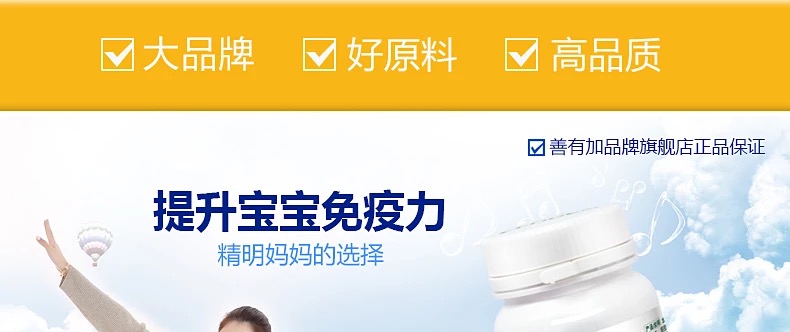 大品牌 好原料 高品质
善有加品牌旗舰店正品保证
提升宝宝免疫力
精明妈妈的选择